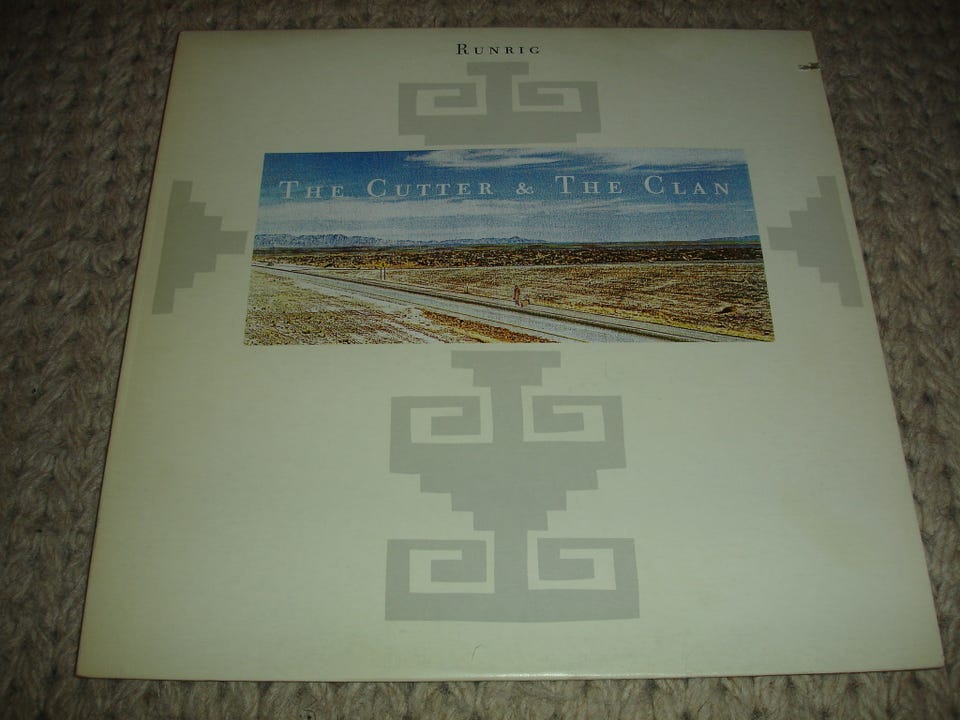 Runrig
The Cutter & The Clan